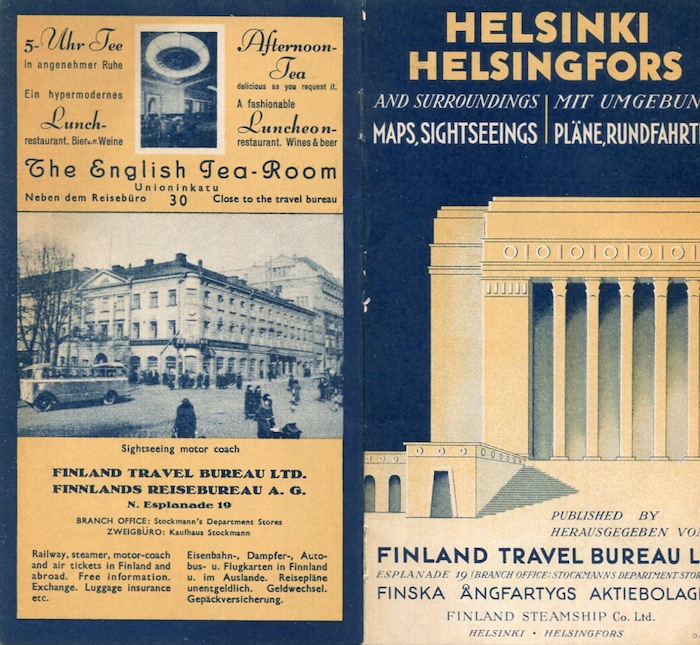 5-Uhr Tee
in angenehmer Ruhe
Ein hypermodernes
Lunch-
restaurant. Bier u. Weine
Afternoon-
Tea
delicious as you request it.
A fashionable
Luncheon-
restaurant. Wines & beer
The English Tea-Room
Unioninkatu
Neben dem Reisebüro 30 Close to the travel bureau
Sightseeing motor coach
FINLAND TRAVEL BUREAU LTD.
FINNLANDS REISEBUREAU A. G.
N. Esplanade 19
BRANCH OFFICE: Stockmann's Department Stores
ZWEIGBÜRO: Kaufhaus Stockmann
Railway, steamer, motor-coach
and air tickets in Finland and
abroad. Free information.
Exchange. Luggage insurance
etc.
Eisenbahn-, Dampfer-, Auto-
bus- u. Flugkarten in Finnland
u. im Auslande. Reisepläne
unentgeldlich. Geldwechsel.
Gepäckversicherung.
HELSINKI
HELSINGFORS
AND SURROUNDINGS
MAPS, SIGHTSEEINGS
MIT UMGEBUN
PLÄNE, RUNDFAHRT
PUBLISHED BY
HERAUSGEGEBEN VO
FINLAND TRAVEL BUREAU L
ESPLANADE 19 (BRANCH OFFICE: STOCKMANNS DEPARTMENT STOR
FINSKA ÅNGFARTYGS AKTIEBOLAG
FINLAND STEAMSHIP Co. Ltd.
HELSINKI • HELSINGFORS